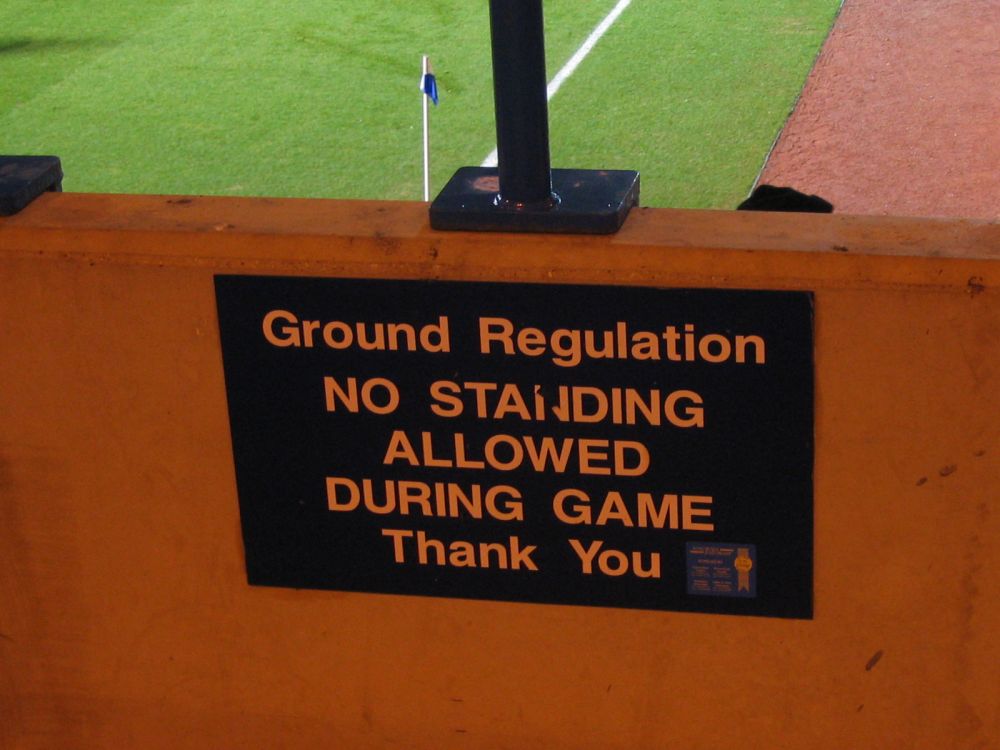 Ground Regulation
NO STANDING
ALLOWED
DURING GAME
Thank You